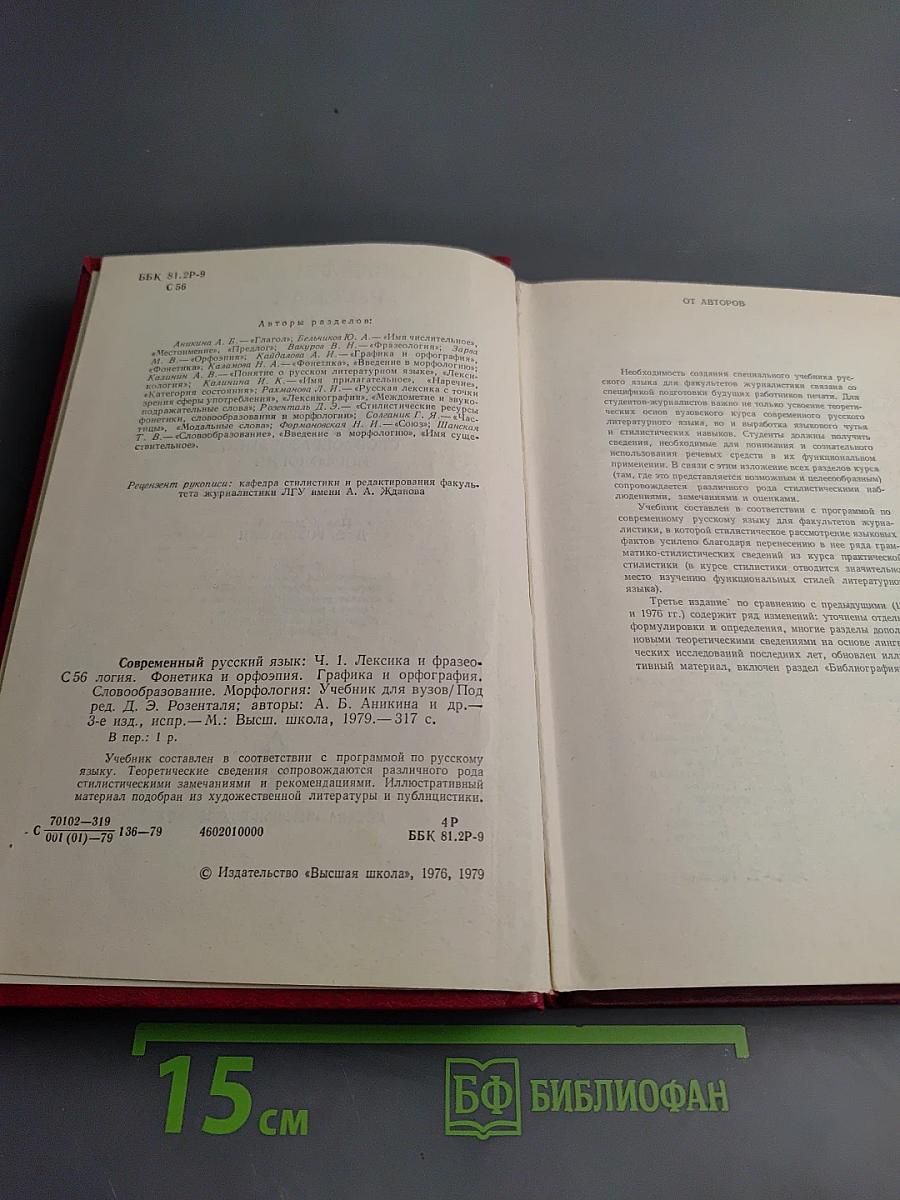 ББК 81.2Р-9
С 56
Авторы разделов:
Аникина А. Б.—«Глагол»; Бельчиков Ю. А.—«Имя числительное»,
«Местоимение», «Предлог»; Вакуров В. Н.—«Фразеология»; Зарва
М. В.—«Орфоэпия»; Кайдалова А. И.—«Графика и орфография»,
«Фонетика»; Каламова Н. А.—«Фонетика», «Введение в морфологию»;
Калинин А. В.—«Понятие о русском литературном языке», «Лекси-
кология»; Калинина И. К.—«Имя прилагательное», «Наречие»,
«Категория состояния»; Рахманова Л. И.—«Русская лексика с точки
зрения сферы употребления», «Лексикография», «Междометие и звуко-
подражательные слова»; Розенталь Д. Э.—«Стилистические ресурсы
фонетики, словообразования и морфологии»; Солганик Г. Я.—«Час-
тицы», «Модальные слова»; Формановская Н. И.—«Союз»; Шанская
Т. В.—«Словообразование», «Введение в морфологию», «Имя суще-
ствительное».
Рецензент рукописи: кафедра стилистики и редактирования факуль-
тета журналистики ЛГУ имени А. А. Жданова
Современный русский язык: Ч. 1. Лексика и фразео-
С 56 логия. Фонетика и орфоэпия. Графика и орфография.
Словообразование. Морфология: Учебник для вузов/Под
ред. Д. Э. Розенталя; авторы: А. Б. Аникина и др.—
3-е изд., испр.—М.: Высш. школа, 1979.—317 с.
В пер.: 1 р.
Учебник составлен в соответствии с программой по русскому
языку. Теоретические сведения сопровождаются различного рода
стилистическими замечаниями и рекомендациями. Иллюстративный
материал подобран из художественной литературы и публицистики.
С 70102—319
001 (01)—79 136—79 4602010000 4Р
ББК 81.2Р-9
© Издательство «Высшая школа», 1976, 1979
ОТ АВТОРОВ
Необходимость создания специального учебника рус-
ского языка для факультетов журналистики связана со
спецификой подготовки будущих работников печати. Для
студентов-журналистов важно не только усвоение теорети-
ческих основ вузовского курса современного русского
литературного языка, но и выработка языкового чутья
и стилистических навыков. Студенты должны получить
сведения, необходимые для понимания и сознательного
использования речевых средств в их функциональном
применении. В связи с этим изложение всех разделов курса
(там, где это представляется возможным и целесообразным)
сопровождается различного рода стилистическими наб-
людениями, замечаниями и оценками.
Учебник составлен в соответствии с программой по
современному русскому языку для факультетов журна-
листики, в которой стилистическое рассмотрение языковых
фактов усилено благодаря перенесению в нее ряда грам-
матико-стилистических сведений из курса практической
стилистики (в курсе стилистики отводится значительно
место изучению функциональных стилей литературно
языка).
Третье издание по сравнению с предыдущими (1
и 1976 гг.) содержит ряд изменений: уточнены отдель
формулировки и определения, многие разделы допол
новыми теоретическими сведениями на основе лингв
ческих исследований последних лет, обновлен иллю
тивный материал, включен раздел «Библиография
15 см
БФ БИБЛИОФАН